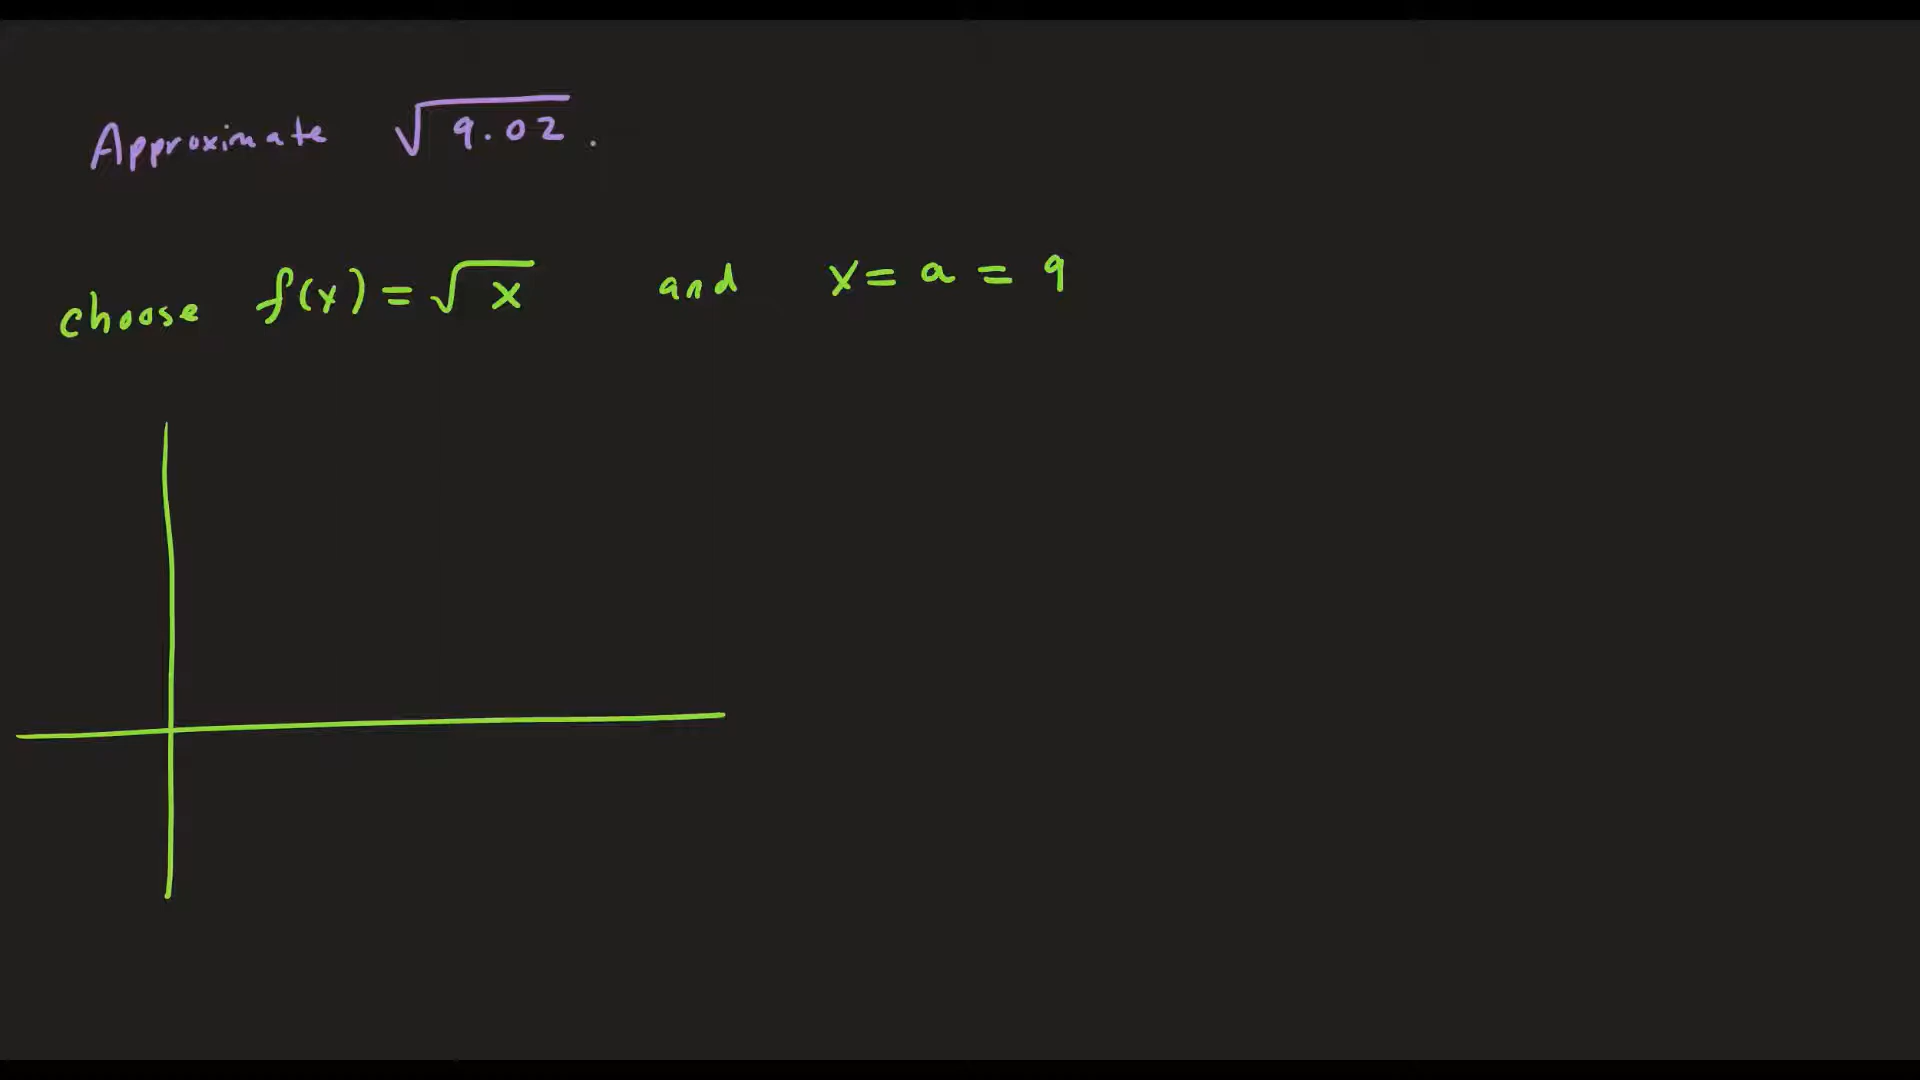 Approximate √9.02 .
choose f(x) = √x and x = a = 9